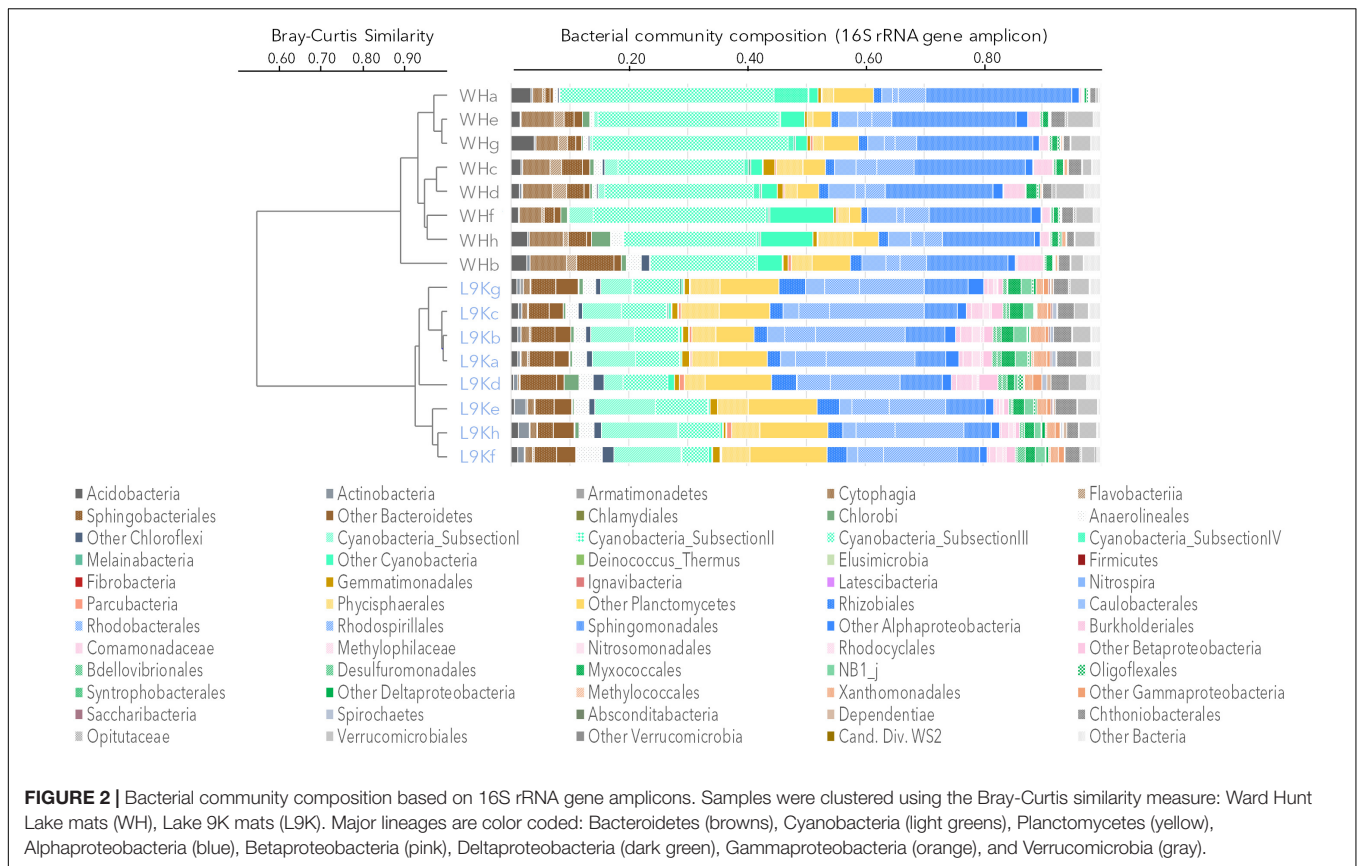 Bray-Curtis Similarity Bacterial community composition (16S rRNA gene amplicon)
0.60 0.70 0.80 0.90 0.20 0.40 0.60 0.80
WHa
WHe
WHg
WHc
WHd
WHf
WHh
WHb
L9Kg
L9Kc
L9Kb
L9Ka
L9Kd
L9Ke
L9Kh
L9Kf
Acidobacteria Actinobacteria Armatimonadetes Cytophagia Flavobacteriia
Sphingobacteriales Other Bacteroidetes Chlamydiales Chlorobi Anaerolineales
Other Chloroflexi Cyanobacteria_SubsectionI Cyanobacteria_SubsectionII Cyanobacteria_SubsectionIII Cyanobacteria_SubsectionIV
Melainabacteria Other Cyanobacteria Deinococcus_Thermus Elusimicrobia Firmicutes
Fibrobacteria Gemmatimonadales Ignavibacteria Latescibacteria Nitrospira
Parcubacteria Phycisphaerales Other Planctomycetes Rhizobiales Caulobacterales
Rhodobacterales Rhodospirillales Sphingomonadales Other Alphaproteobacteria Burkholderiales
Comamonadaceae Methylophilaceae Nitrosomonadales Rhodocyclales Other Betaproteobacteria
Bdellovibrionales Desulfuromonadales Myxococcales NB1_j Oligoflexales
Syntrophobacterales Other Deltaproteobacteria Methylococcales Xanthomonadales Other Gammaproteobacteria
Saccharibacteria Spirochaetes Absconditabacteria Dependentiae Chthoniobacterales
Opitutaceae Verrucomicrobiales Other Verrucomicrobia Cand. Div. WS2 Other Bacteria
FIGURE 2 | Bacterial community composition based on 16S rRNA gene amplicons. Samples were clustered using the Bray-Curtis similarity measure: Ward Hunt
Lake mats (WH), Lake 9K mats (L9K). Major lineages are color coded: Bacteroidetes (browns), Cyanobacteria (light greens), Planctomycetes (yellow),
Alphaproteobacteria (blue), Betaproteobacteria (pink), Deltaproteobacteria (dark green), Gammaproteobacteria (orange), and Verrucomicrobia (gray).